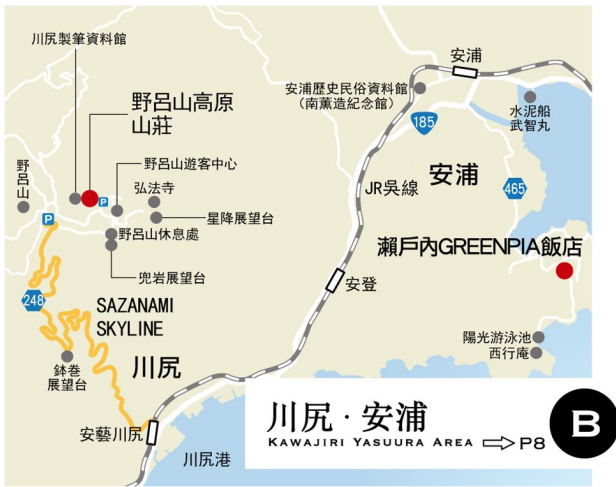 川尻製筆資料館
安浦
安浦歷史民俗資料館
（南薰造紀念館）
水泥船
武智丸
野呂山高原
山莊
185
野呂山
野呂山遊客中心
弘法寺
JR吳線
安浦
465
P
P
星降展望台
野呂山休息處
瀨戶內GREENPIA飯店
兜岩展望台
安登
248
SAZANAMI
SKYLINE
陽光游泳池
西行庵
川尻
鉢卷
展望台
安藝川尻
川尻港
川尻·安浦
KAWAJIRI YASUURA AREA ⇨ P8
B